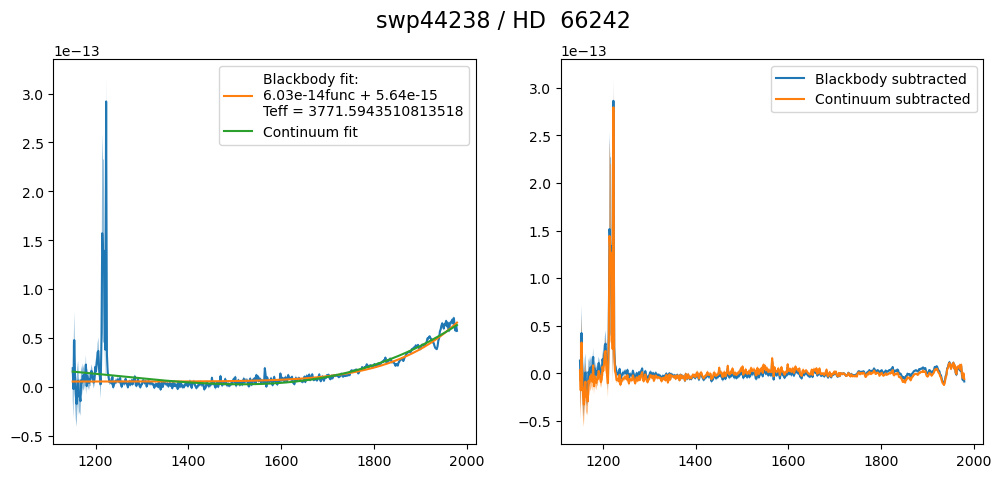 swp44238 / HD  66242
1e−13
Blackbody fit:
6.03e-14func + 5.64e-15
Teff = 3771.5943510813518
Continuum fit
3.0
2.5
2.0
1.5
1.0
0.5
0.0
−0.5
1200 1400 1600 1800 2000
1e−13
Blackbody subtracted
Continuum subtracted
3.0
2.5
2.0
1.5
1.0
0.5
0.0
−0.5
1200 1400 1600 1800 2000